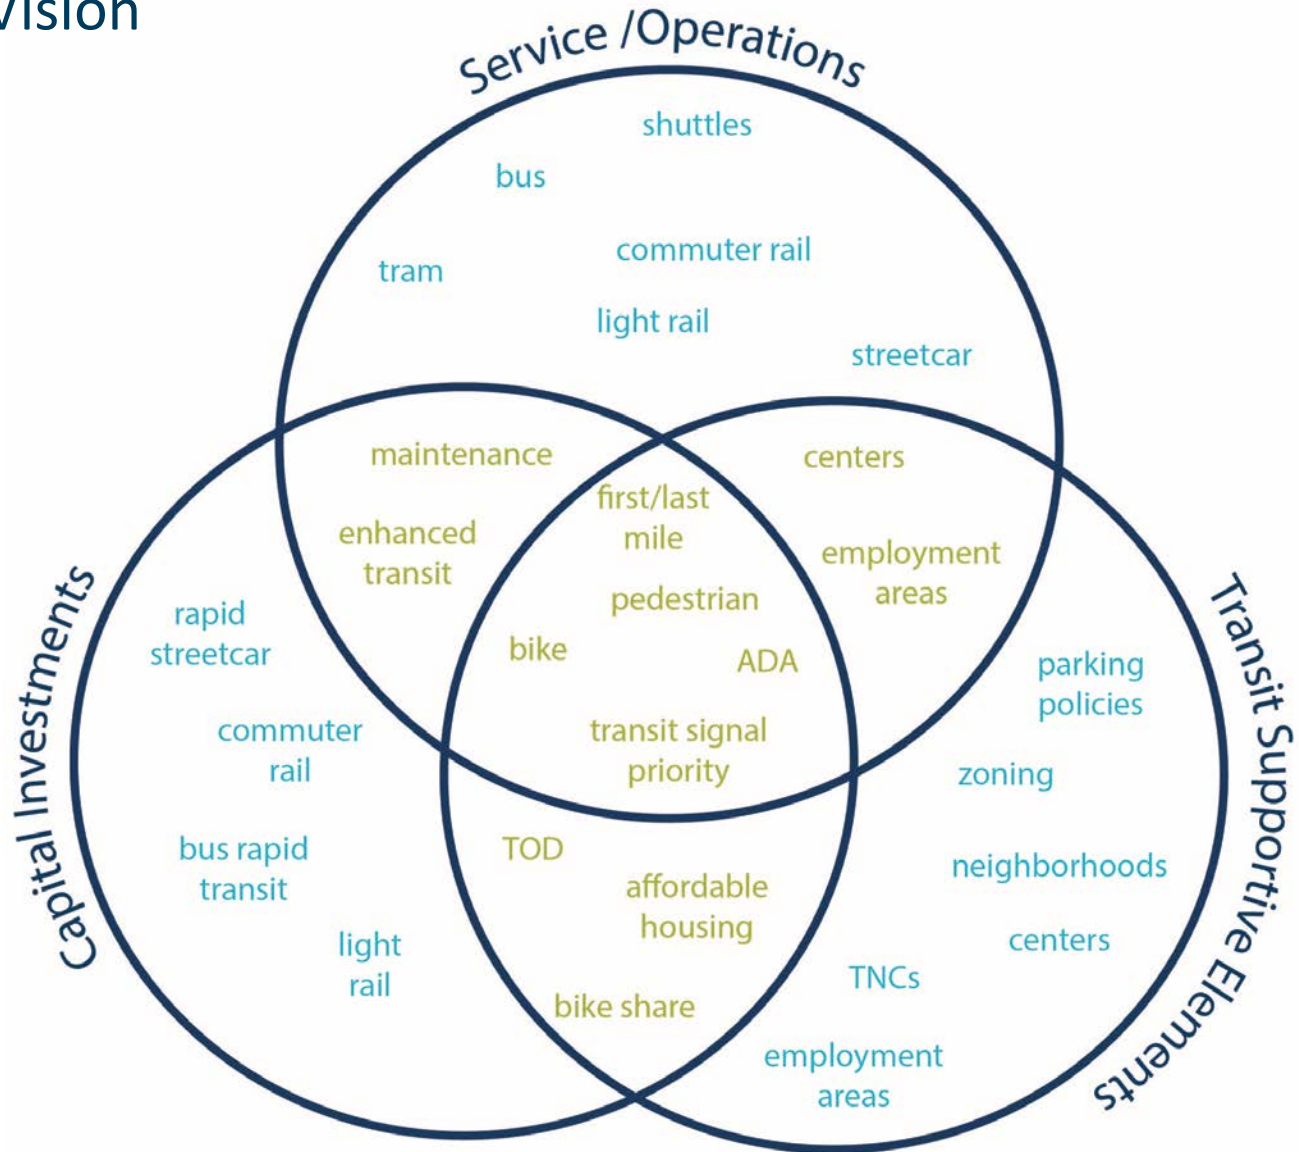 Vision
Service /Operations
shuttles
bus
commuter rail
tram
light rail
streetcar
maintenance
centers
first/last
mile
enhanced
transit
employment
areas
pedestrian
bike
ADA
transit signal
priority
Capital Investments
rapid
streetcar
commuter
rail
bus rapid
transit
light
rail
TOD
affordable
housing
bike share
Transit Supportive Elements
parking
policies
zoning
neighborhoods
centers
TNCs
employment
areas